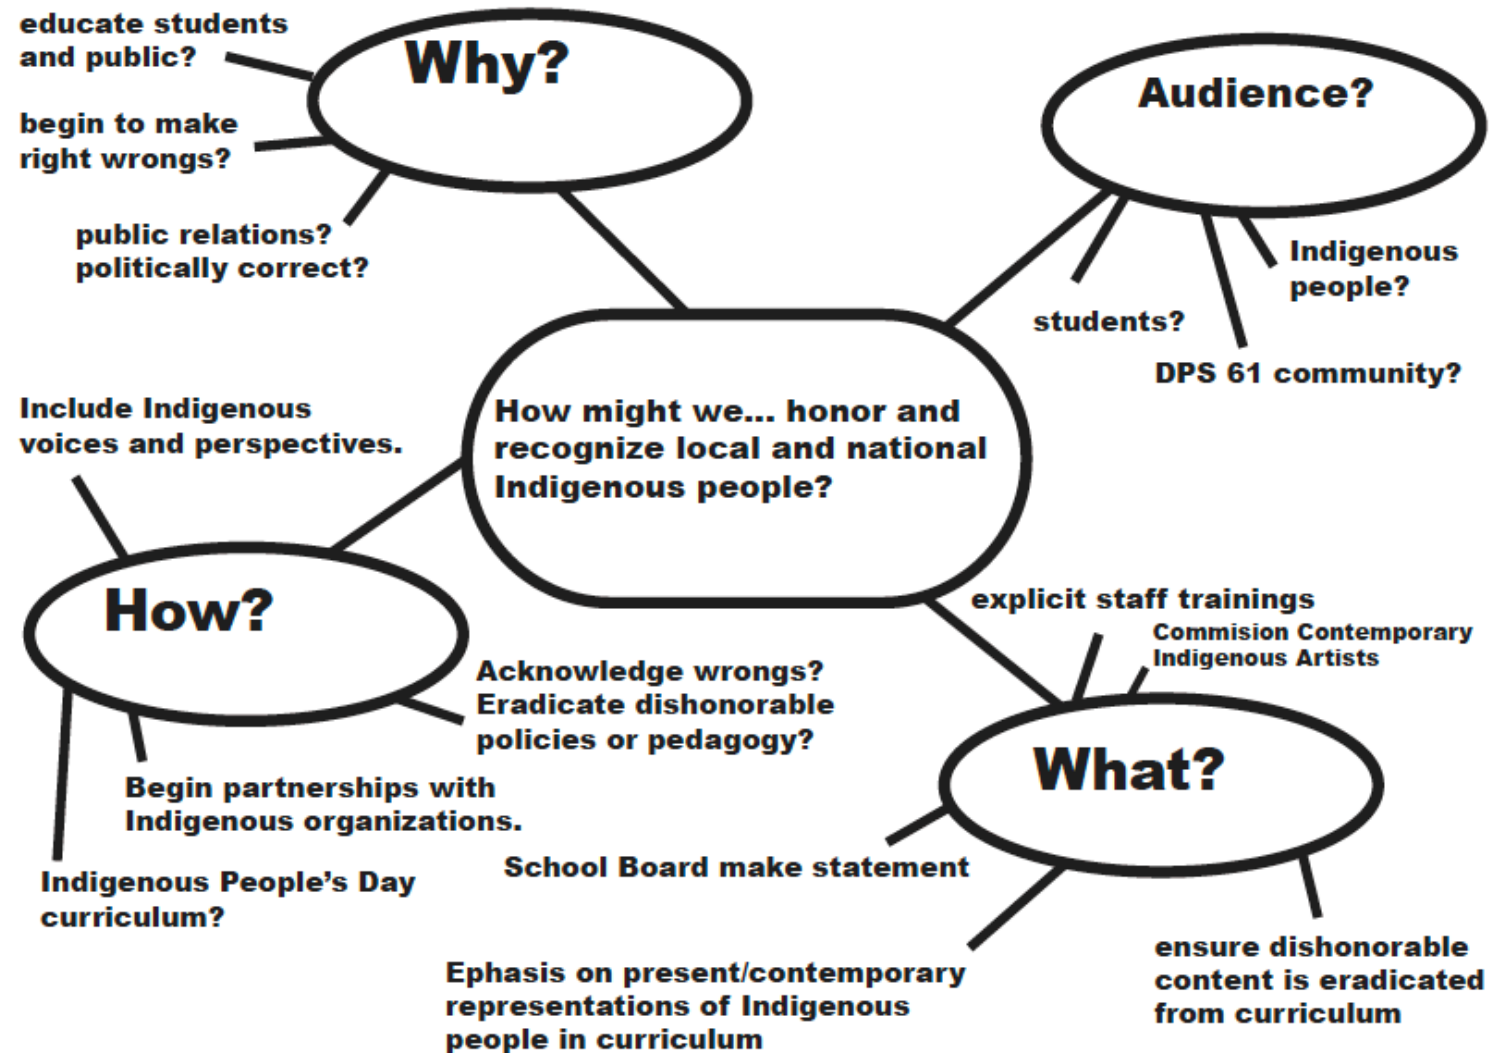 educate students
and public?
Why?
begin to make
right wrongs?
public relations?
politically correct?
Audience?
Indigenous
people?
students?
DPS 61 community?
How might we... honor and
recognize local and national
Indigenous people?
Include Indigenous
voices and perspectives.
How?
Acknowledge wrongs?
Eradicate dishonorable
policies or pedagogy?
Begin partnerships with
Indigenous organizations.
Indigenous People’s Day
curriculum?
explicit staff trainings
Commision Contemporary
Indigenous Artists
What?
School Board make statement
Ephasis on present/contemporary
representations of Indigenous
people in curriculum
ensure dishonorable
content is eradicated
from curriculum